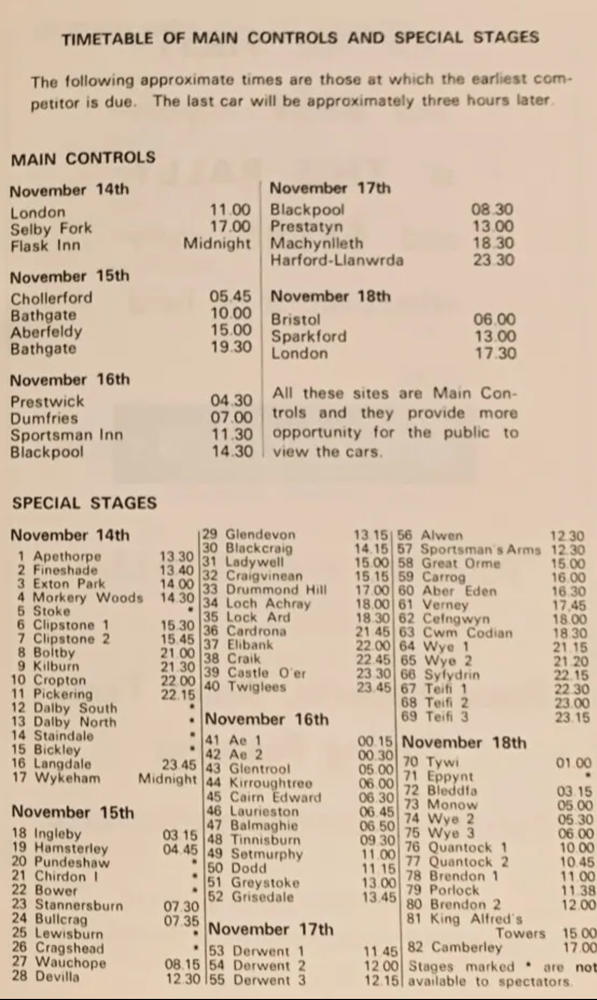 TIMETABLE OF MAIN CONTROLS AND SPECIAL STAGES
The following approximate times are those at which the earliest com-
petitor is due. The last car will be approximately three hours later.
MAIN CONTROLS
November 14th
London 11.00
Selby Fork 17.00
Flask Inn Midnight
November 15th
Chollerford 05.45
Bathgate 10.00
Aberfeldy 15.00
Bathgate 19.30
November 16th
Prestwick 04.30
Dumfries 07.00
Sportsman Inn 11.30
Blackpool 14.30
November 17th
Blackpool 08.30
Prestatyn 13.00
Machynlleth 18.30
Harford-Llanwrda 23.30
November 18th
Bristol 06.00
Sparkford 13.00
London 17.30
All these sites are Main Con-
trols and they provide more
opportunity for the public to
view the cars.
SPECIAL STAGES
November 14th
1 Apethorpe 13.30
2 Fineshade 13.40
3 Exton Park 14.00
4 Morkery Woods 14.30
5 Stoke *
6 Clipstone 1 15.30
7 Clipstone 2 15.45
8 Boltby 21.00
9 Kilburn 21.30
10 Cropton 22.00
11 Pickering 22.15
12 Dalby South *
13 Dalby North *
14 Staindale *
15 Bickley *
16 Langdale 23.45
17 Wykeham Midnight
November 15th
18 Ingleby 03.15
19 Hamsterley 04.45
20 Pundeshaw *
21 Chirdon I *
22 Bower *
23 Stannersburn 07.30
24 Bullcrag 07.35
25 Lewisburn *
26 Cragshead *
27 Wauchope 08.15
28 Devilla 12.30
29 Glendevon 13.15
30 Blackcraig 14.15
31 Ladywell 15.00
32 Craigvinean 15.15
33 Drummond Hill 17.00
34 Loch Achray 18.00
35 Lock Ard 18.30
36 Cardrona 21.45
37 Elibank 22.00
38 Craik 22.45
39 Castle O'er 23.30
40 Twiglees 23.45
November 16th
41 Ae 1 00.15
42 Ae 2 00.30
43 Glentrool 05.00
44 Kirroughtree 06.00
45 Cairn Edward 06.30
46 Laurieston 06.45
47 Balmaghie 06.50
48 Tinnisburn 09.30
49 Setmurphy 11.00
50 Dodd 11.15
51 Greystoke 13.00
52 Grisedale 13.45
November 17th
53 Derwent 1 11.45
54 Derwent 2 12.00
55 Derwent 3 12.15
56 Alwen 12.30
57 Sportsman's Arms 12.30
58 Great Orme 15.00
59 Carrog 16.00
60 Aber Eden 16.30
61 Verney 17.45
62 Cefngwyn 18.00
63 Cwm Codian 18.30
64 Wye 1 21.15
65 Wye 2 21.20
66 Syfydrin 22.15
67 Teifi 1 22.30
68 Teifi 2 23.00
69 Teifi 3 23.15
November 18th
70 Tywi 01.00
71 Eppynt *
72 Bleddfa 03.15
73 Monow 05.00
74 Wye 2 05.30
75 Wye 3 06.00
76 Quantock 1 10.00
77 Quantock 2 10.45
78 Brendon 1 11.00
79 Porlock 11.38
80 Brendon 2 12.00
81 King Alfred's
Towers 15.00
82 Camberley 17.00
Stages marked * are not
available to spectators.